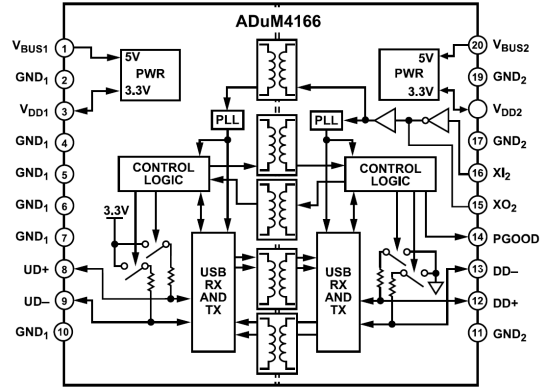 ADuM4166
VBUS1 1
GND1 2
VDD1 3
GND1 4
GND1 5
GND1 6
GND1 7
UD+ 8
UD– 9
GND1 10
5V
PWR
3.3V
PLL
CONTROL
LOGIC
3.3V
USB
RX
AND
TX
5V
PWR
3.3V
PLL
CONTROL
LOGIC
USB
RX
AND
TX
20 VBUS2
19 GND2
VDD2
17 GND2
16 XI2
15 XO2
14 PGOOD
13 DD–
12 DD+
11 GND2